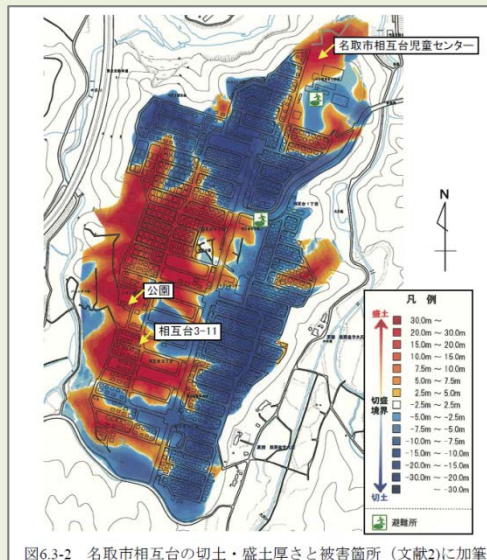 名取市相互台児童センター
N
公園
相互台3-11
凡 例
盛土
切盛境界
切土
30.0m ～
20.0m ～ 30.0m
15.0m ～ 20.0m
10.0m ～ 15.0m
7.5m ～ 10.0m
5.0m ～ 7.5m
2.5m ～ 5.0m
-2.5m ～ 2.5m
-5.0m ～ -2.5m
-7.5m ～ -5.0m
-10.0m ～ -7.5m
-15.0m ～ -10.0m
-20.0m ～ -15.0m
-30.0m ～ -20.0m
～ -30.0m
避難所
図6.3-2 名取市相互台の切土・盛土厚さと被害箇所（文献2)に加筆